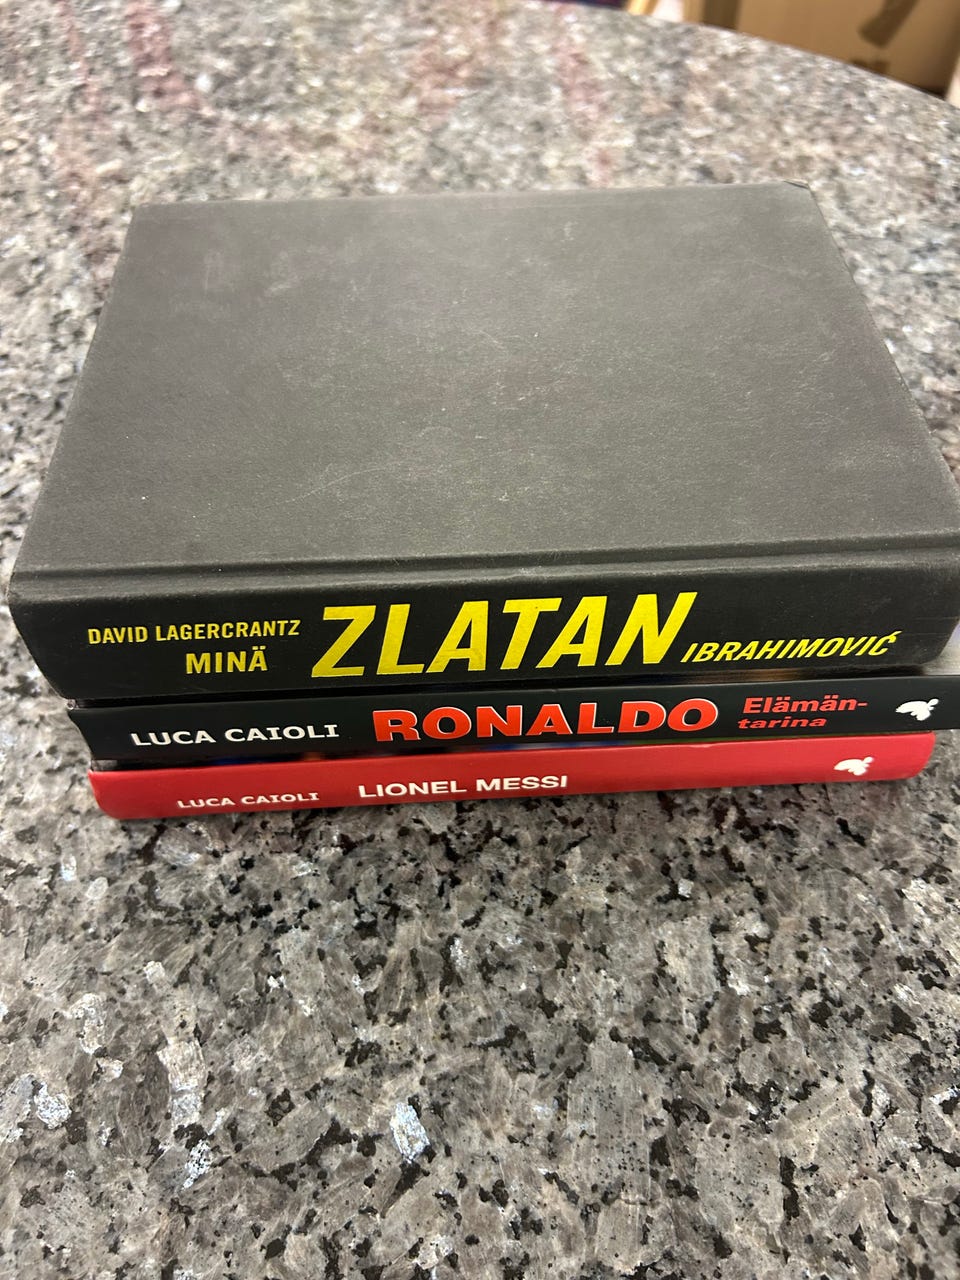 DAVID LAGERCRANTZ
MINÄ ZLATAN IBRAHIMOVIĆ
LUCA CAIOLI RONALDO Elämän-
tarina
LUCA CAIOLI LIONEL MESSI